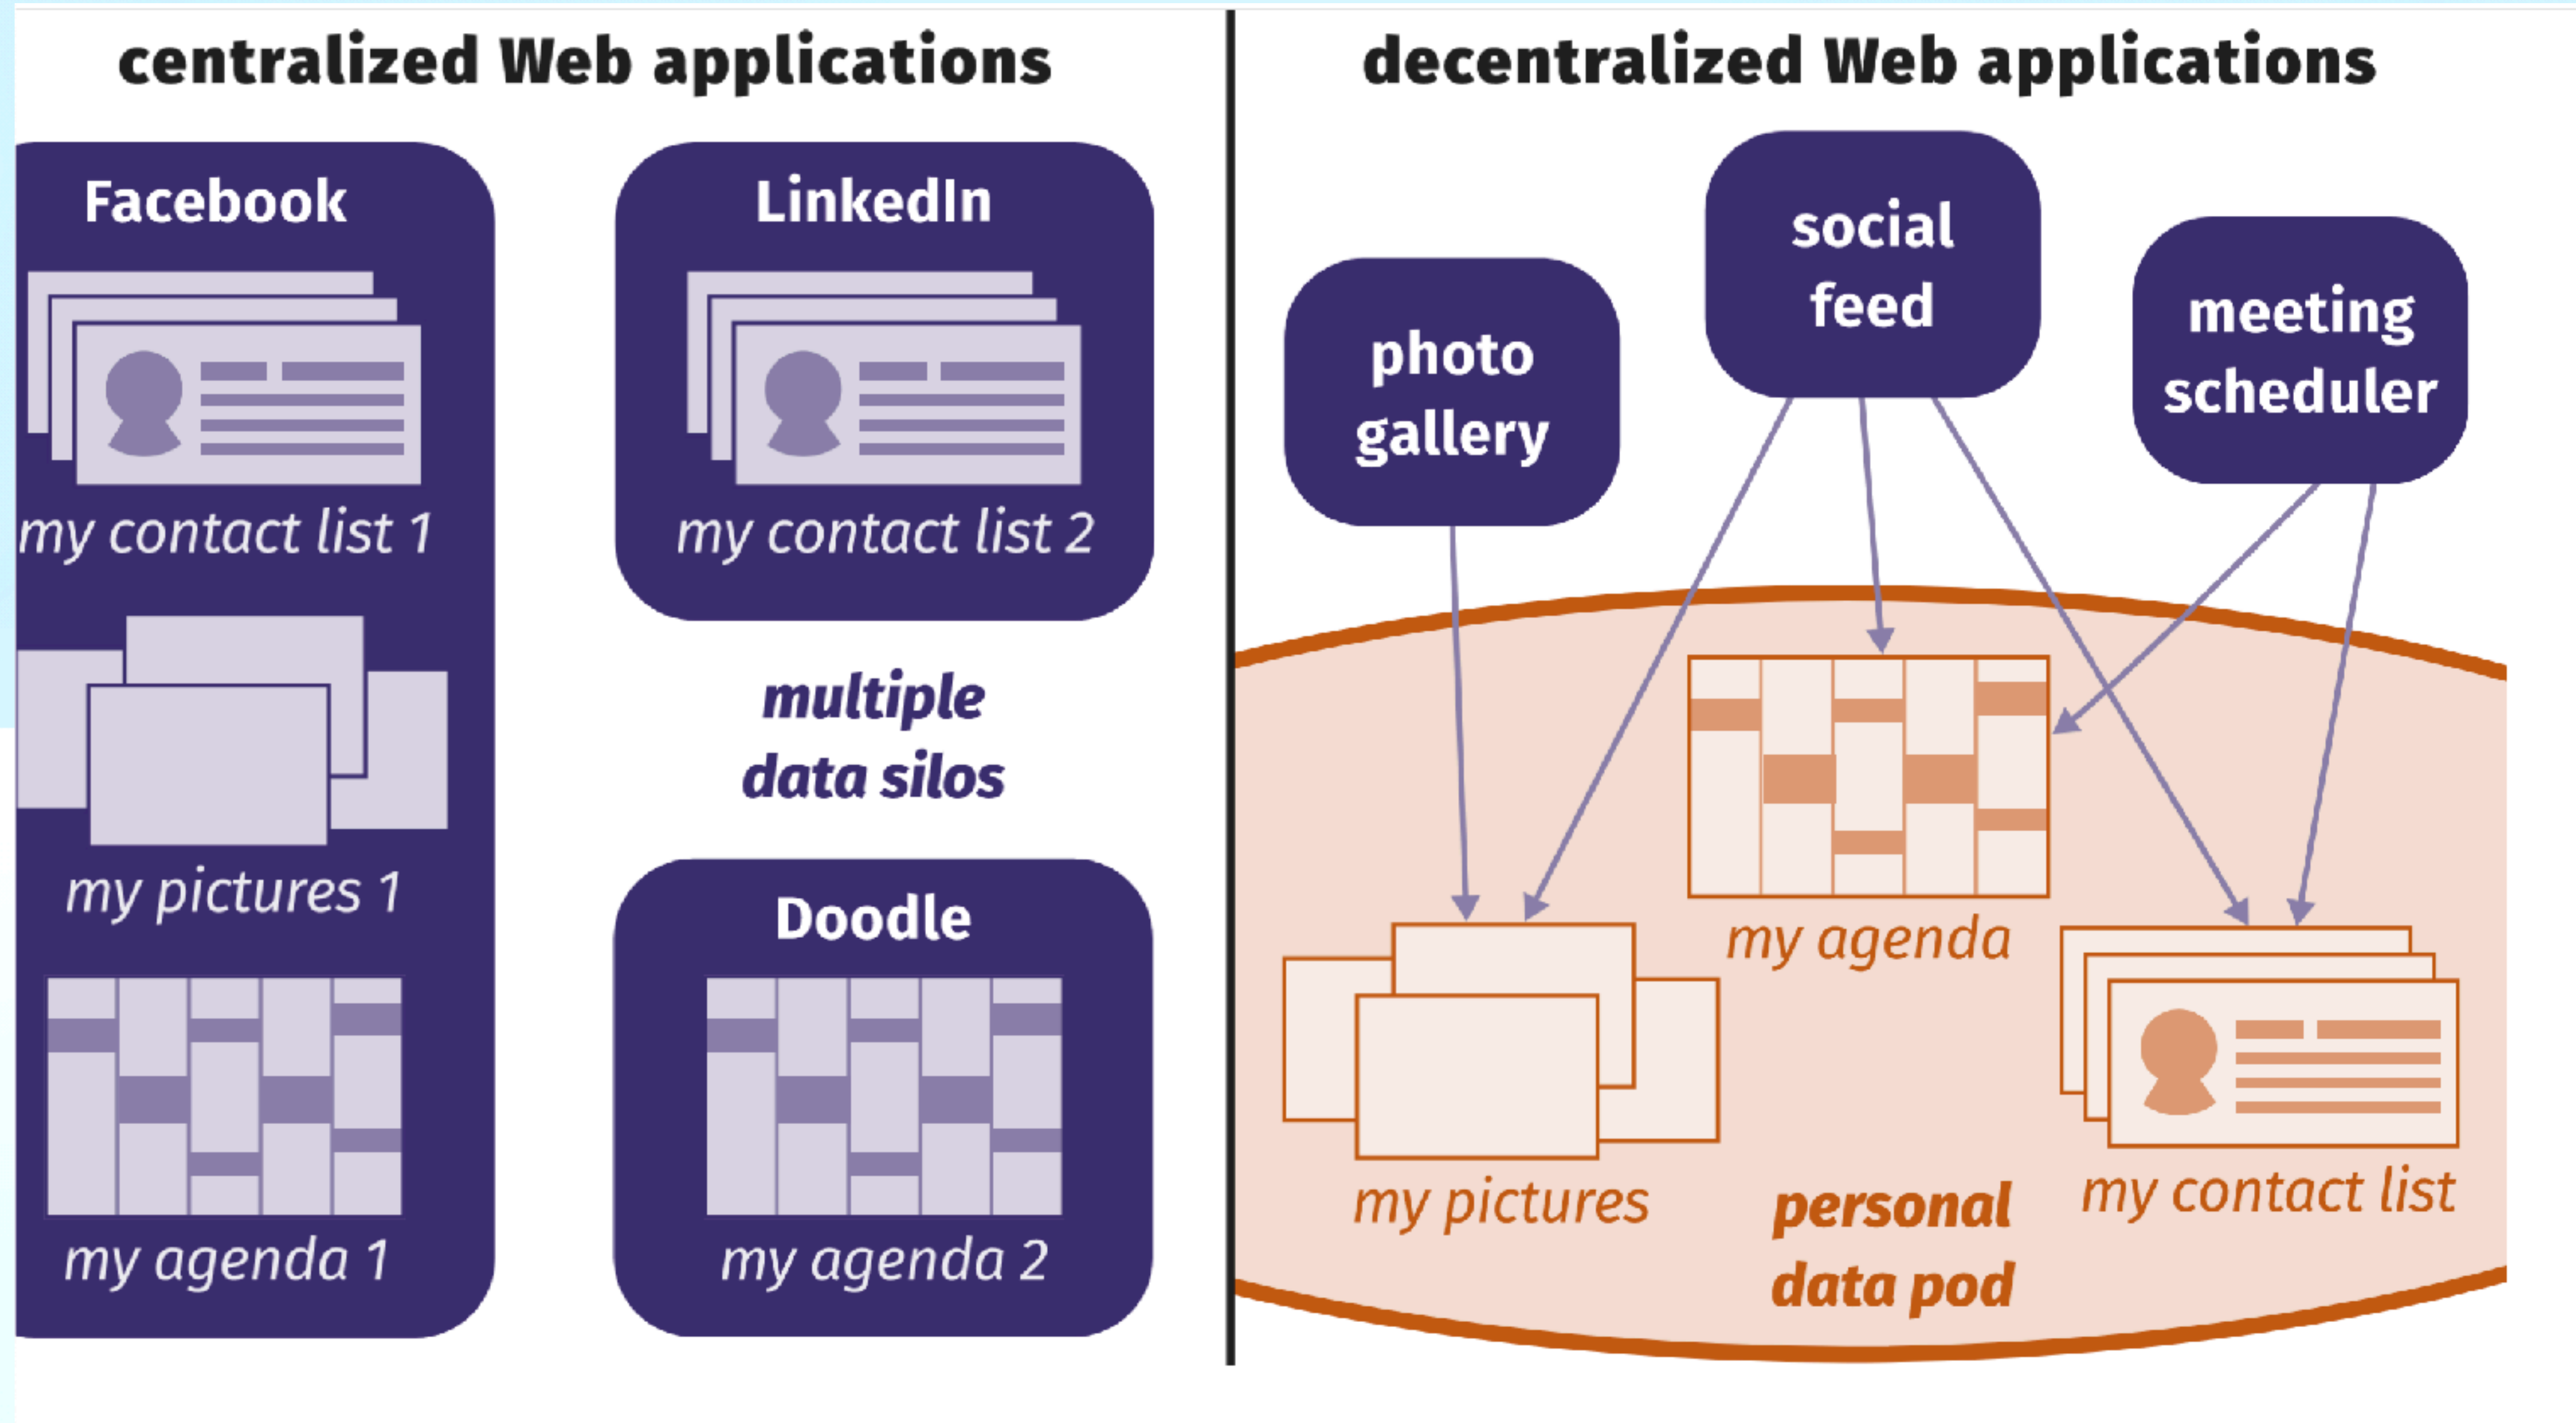 centralized Web applications
Facebook
my contact list 1
my pictures 1
my agenda 1
LinkedIn
my contact list 2
multiple
data silos
Doodle
my agenda 2
decentralized Web applications
photo
gallery
social
feed
meeting
scheduler
my agenda
my pictures
my contact list
personal
data pod